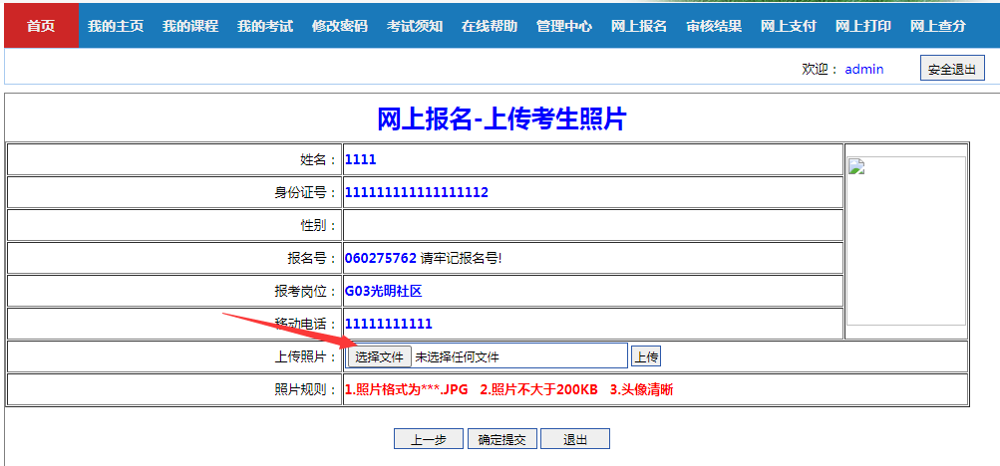 首页 我的主页 我的课程 我的考试 修改密码 考试须知 在线帮助 管理中心 网上报名 审核结果 网上支付 网上打印 网上查分
欢迎： admin 安全退出
网上报名-上传考生照片
姓名： 1111
身份证号： 111111111111111112
性别：
报名号： 060275762 请牢记报名号!
报考岗位： G03光明社区
移动电话： 11111111111
上传照片： 选择文件 未选择任何文件 上传
照片规则： 1.照片格式为***.JPG 2.照片不大于200KB 3.头像清晰
上一步 确定提交 退出